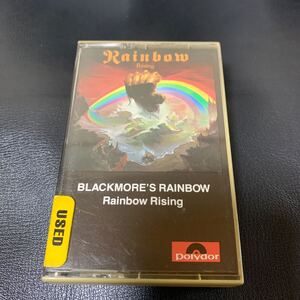 Rainbow
Rising
BLACKMORE'S RAINBOW
Rainbow Rising
USED
polydor